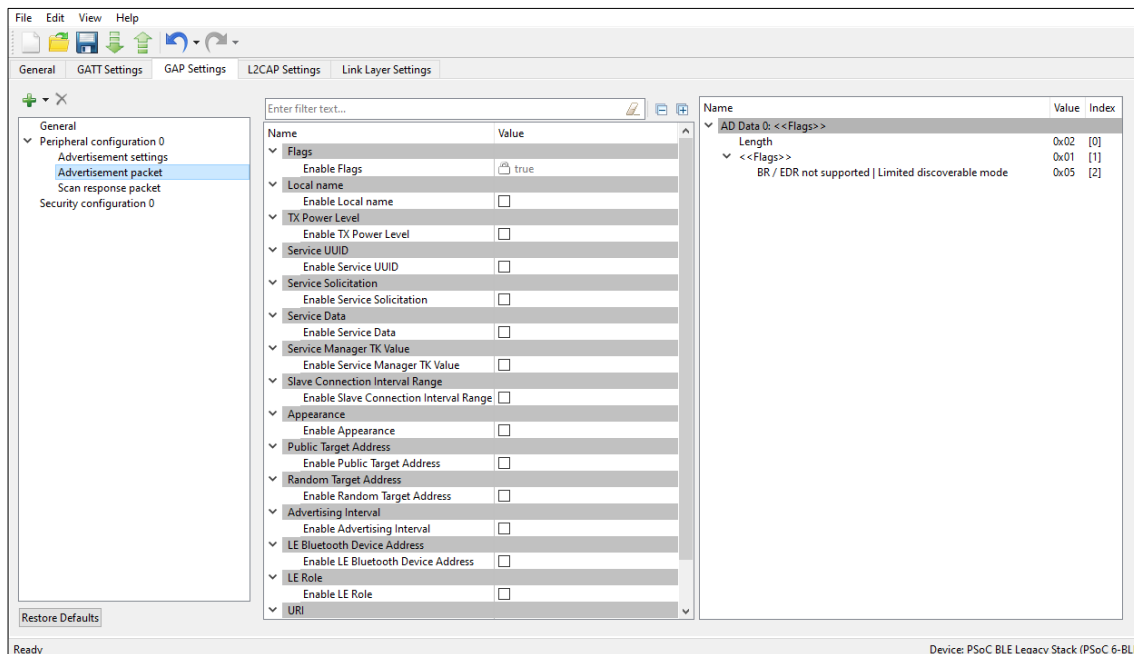 File Edit View Help
General GATT Settings GAP Settings L2CAP Settings Link Layer Settings
General
Peripheral configuration 0
Advertisement settings
Advertisement packet
Scan response packet
Security configuration 0
Restore Defaults
Enter filter text...
Name Value
Flags
Enable Flags true
Local name
Enable Local name
TX Power Level
Enable TX Power Level
Service UUID
Enable Service UUID
Service Solicitation
Enable Service Solicitation
Service Data
Enable Service Data
Service Manager TK Value
Enable Service Manager TK Value
Slave Connection Interval Range
Enable Slave Connection Interval Range
Appearance
Enable Appearance
Public Target Address
Enable Public Target Address
Random Target Address
Enable Random Target Address
Advertising Interval
Enable Advertising Interval
LE Bluetooth Device Address
Enable LE Bluetooth Device Address
LE Role
Enable LE Role
URI
Name Value Index
AD Data 0: <<Flags>>
Length 0x02 [0]
<<Flags>> 0x01 [1]
BR / EDR not supported | Limited discoverable mode 0x05 [2]
Ready Device: PSoC BLE Legacy Stack (PSoC 6-BL